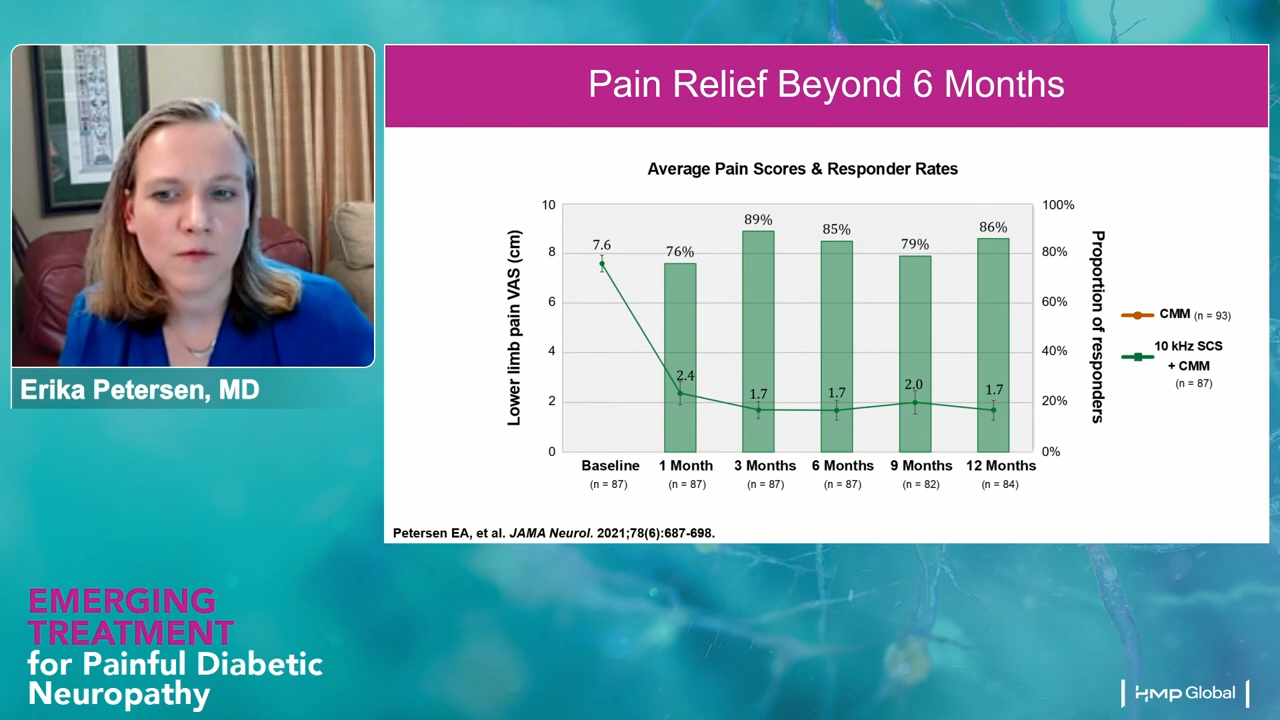 Pain Relief Beyond 6 Months
Erika Petersen, MD
Average Pain Scores & Responder Rates
Lower limb pain VAS (cm)
10
8
6
4
2
0
7.6
2.4
1.7
1.7
2.0
1.7
76%
89%
85%
79%
86%
100%
80%
60%
40%
20%
0%
Proportion of responders
Baseline 1 Month 3 Months 6 Months 9 Months 12 Months
(n = 87) (n = 87) (n = 87) (n = 87) (n = 82) (n = 84)
CMM (n = 93)
10 kHz SCS
+ CMM
(n = 87)
Petersen EA, et al. JAMA Neurol. 2021;78(6):687-698.
EMERGING
TREATMENT
for Painful Diabetic
Neuropathy
HMP Global